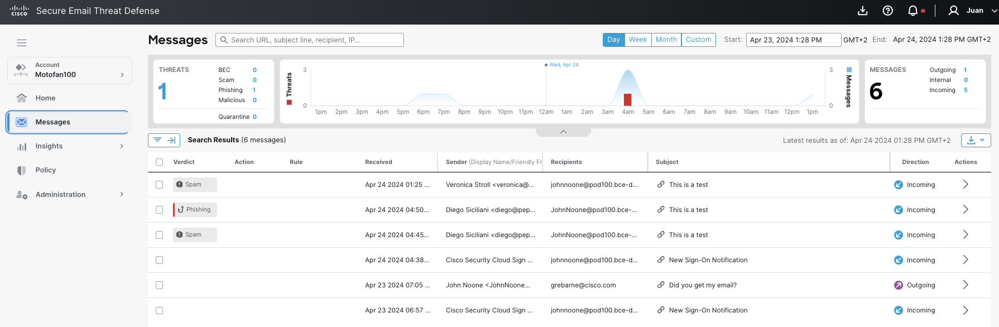 CISCO Secure Email Threat Defense Juan
Messages Search URL, subject line, recipient, IP... Day Week Month Custom Start: Apr 23, 2024 1:28 PM GMT+2 End: Apr 24, 2024 1:28 PM GMT+2
Account
Motofan100
Home
Messages
Insights
Policy
Administration
THREATS
1
BEC 0
Scam 0
Phishing 1
Malicious 0
Quarantine 0
Threats
3
0
Wed, Apr 24
1pm 2pm 3pm 4pm 5pm 6pm 7pm 8pm 9pm 10pm 11pm 12am 1am 2am 3am 4am 5am 6am 7am 8am 9am 10am 11am 12pm 1pm
3
0
Messages
MESSAGES
6
Outgoing 1
Internal 0
Incoming 5
Search Results (6 messages) Latest results as of: Apr 24 2024 01:28 PM GMT+2
Verdict Action Rule Received Sender (Display Name/Friendly Fr Recipients Subject Direction Actions
Spam Apr 24 2024 01:25 ... Veronica Stroll <veronica@... johnnoone@pod100.bce-d... This is a test Incoming
Phishing Apr 24 2024 04:50... Diego Siciliani <diego@pep... JohnNoone@pod100.bce-... This is a test Incoming
Spam Apr 24 2024 04:45... Diego Siciliani <diego@pep... JohnNoone@pod100.bce-... This is a test Incoming
Apr 24 2024 04:38... Cisco Security Cloud Sign ... johnnoone@pod100.bce-d... New Sign-On Notification Incoming
Apr 23 2024 07:05 ... John Noone <JohnNoone... grebarne@cisco.com Did you get my email? Outgoing
Apr 23 2024 06:57 ... Cisco Security Cloud Sign ... johnnoone@pod100.bce-d... New Sign-On Notification Incoming